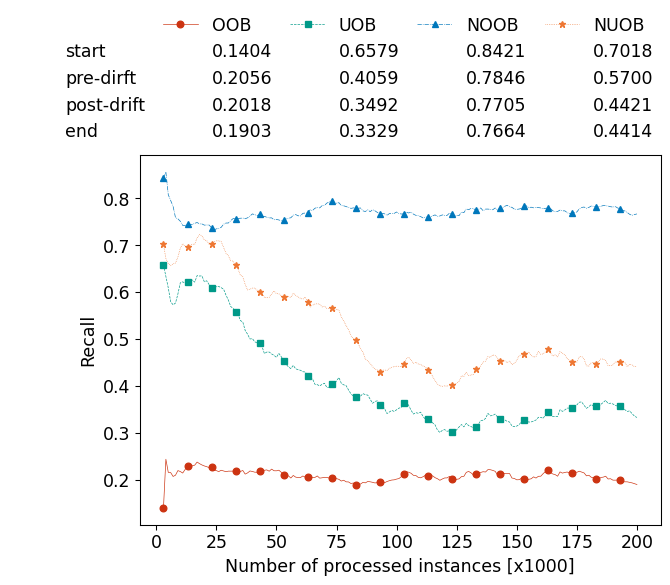 OOB UOB NOOB NUOB
start 0.1404 0.6579 0.8421 0.7018
pre-dirft 0.2056 0.4059 0.7846 0.5700
post-drift 0.2018 0.3492 0.7705 0.4421
end 0.1903 0.3329 0.7664 0.4414
0.8
0.7
0.6
0.5
0.4
0.3
0.2
Recall
0 25 50 75 100 125 150 175 200
Number of processed instances [x1000]